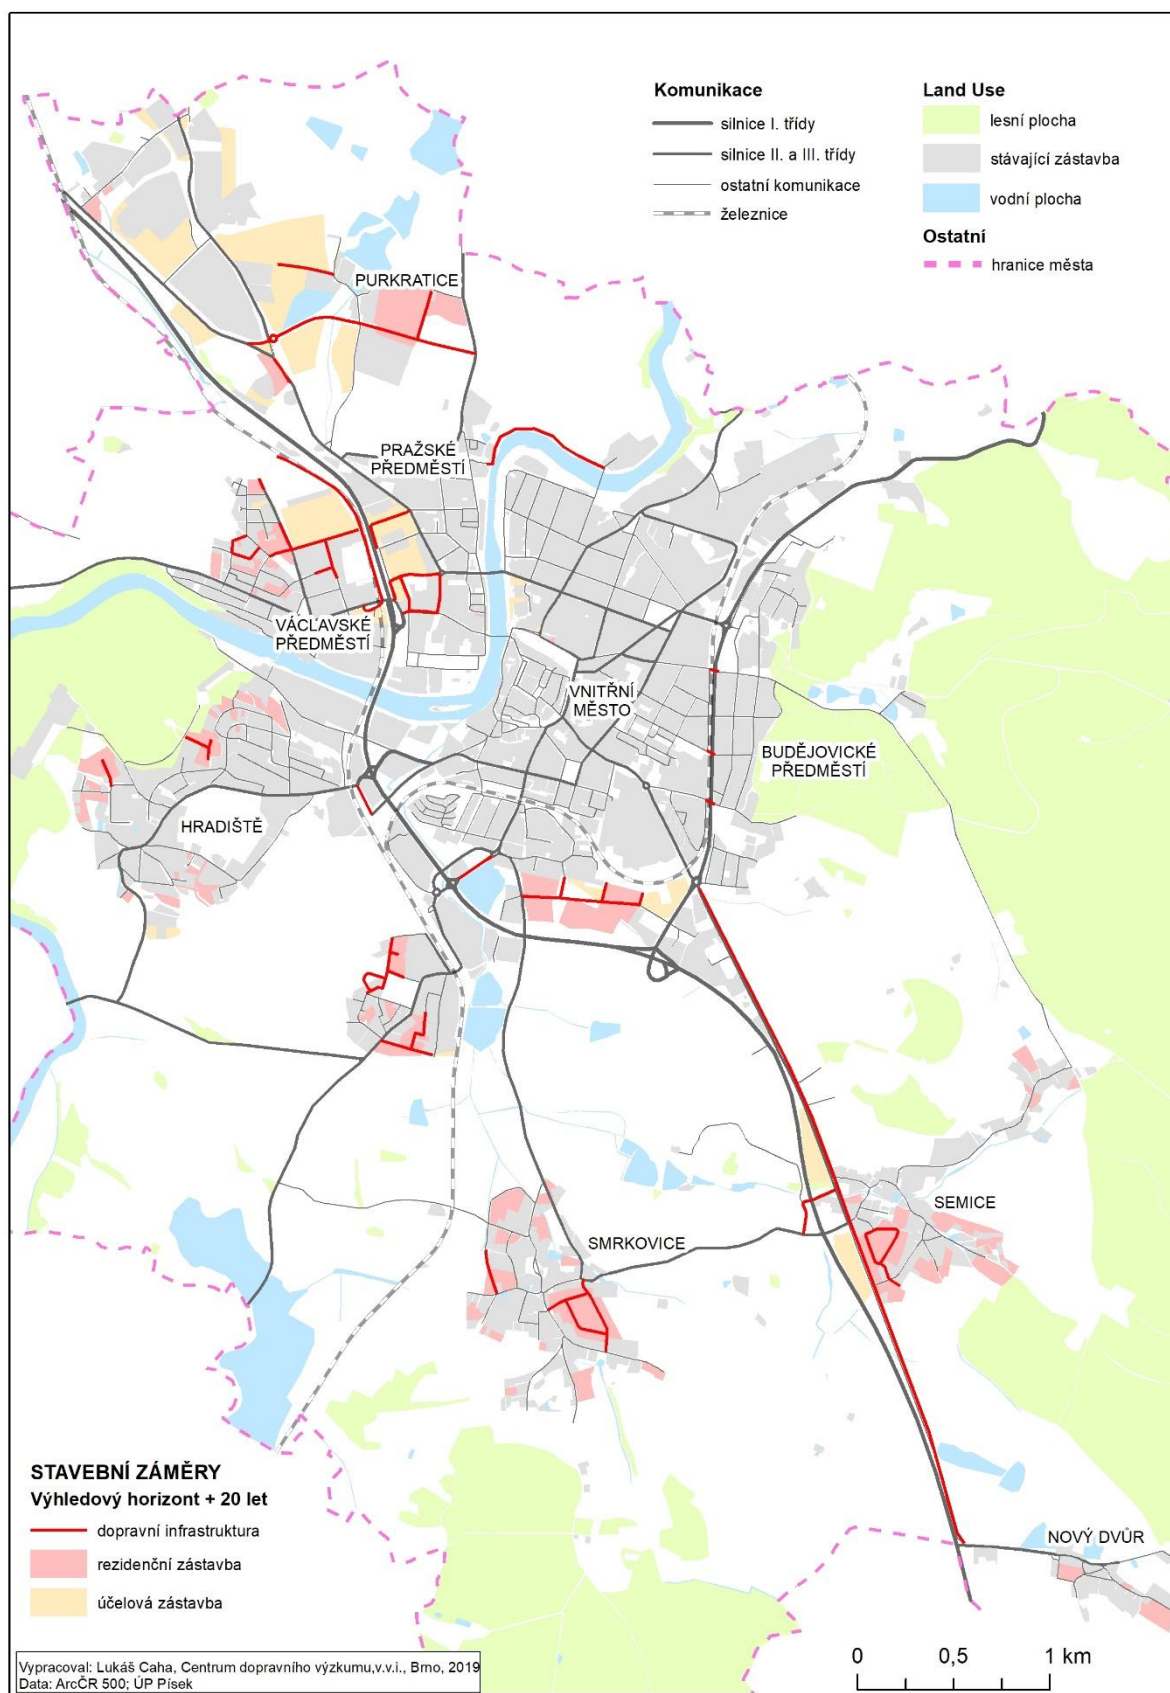 Komunikace
silnice I. třídy
silnice II. a III. třídy
ostatní komunikace
železnice
Land Use
lesní plocha
stávající zástavba
vodní plocha
Ostatní
hranice města
PURKRATICE
PRAŽSKÉ
PŘEDMĚSTÍ
VÁCLAVSKÉ
PŘEDMĚSTÍ
VNITŘNÍ
MĚSTO
BUDĚJOVICKÉ
PŘEDMĚSTÍ
HRADIŠTĚ
SEMICE
SMRKOVICE
NOVÝ DVŮR
STAVEBNÍ ZÁMĚRY
Výhledový horizont + 20 let
dopravní infrastruktura
rezidenční zástavba
účelová zástavba
Vypracoval: Lukáš Caha, Centrum dopravního výzkumu,v.v.i., Brno, 2019
Data: ArcČR 500; ÚP Písek
0 0,5 1 km